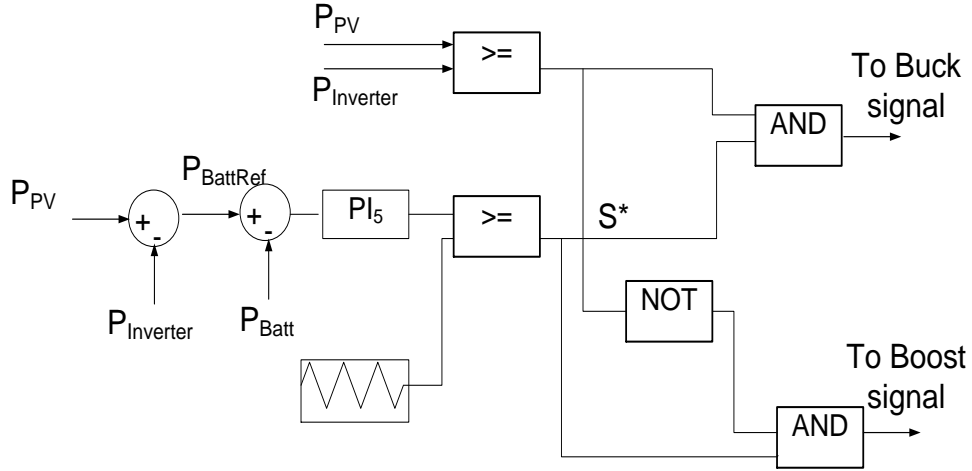 P_PV
>=
P_Inverter
To Buck
signal
AND
P_BattRef
P_PV
+
-
+
-
PI_5
>=
S*
P_Inverter
P_Batt
NOT
To Boost
signal
AND